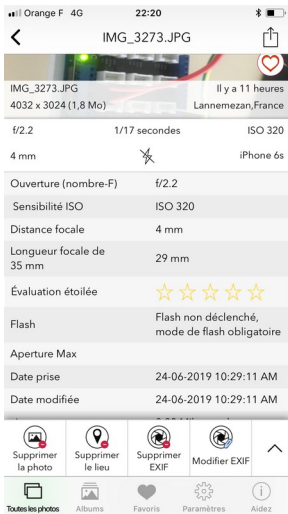 Orange F 4G 22:20
IMG_3273.JPG
IMG_3273.JPG Il y a 11 heures
4032 x 3024 (1,8 Mo) Lannemezan,France
f/2.2 1/17 secondes ISO 320
4 mm iPhone 6s
Ouverture (nombre-F) f/2.2
Sensibilité ISO ISO 320
Distance focale 4 mm
Longueur focale de
35 mm 29 mm
Évaluation étoilée
Flash Flash non déclenché,
mode de flash obligatoire
Aperture Max
Date prise 24-06-2019 10:29:11 AM
Date modifiée 24-06-2019 10:29:11 AM
Supprimer la photo Supprimer le lieu Supprimer EXIF Modifier EXIF
Toutes les photos Albums Favoris Paramètres Aidez